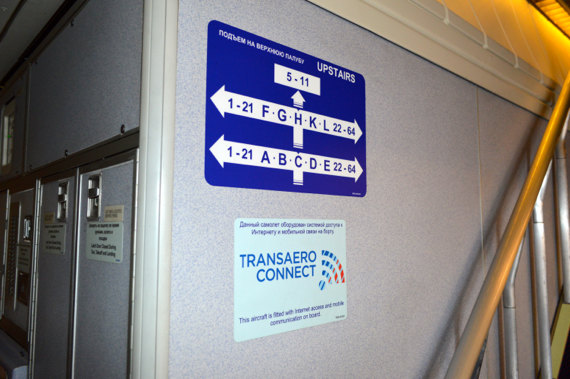 ПОДЪЕМ НА ВЕРХНЮЮ ПАЛУБУ
UPSTAIRS
5 - 11
1 - 21 F · G · H · K · L 22 - 64
1 - 21 A · B · C · D · E 22 - 64
Данный самолет оборудован системой доступа к
Интернету и мобильной связи на борту
TRANSAERO
CONNECT
This aircraft is fitted with Internet access and mobile
communication on board.